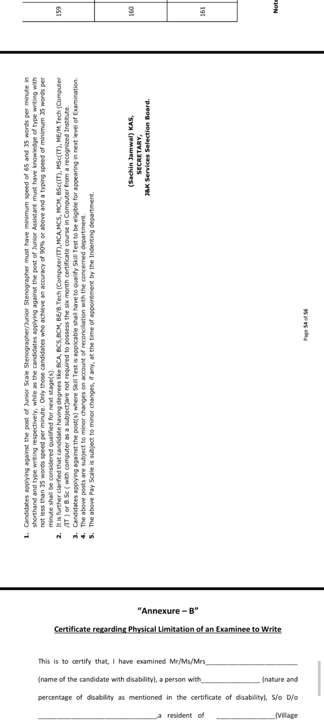 159
160
161
Note
1. Candidates applying against the post of Junior Scale Stenographer/Junior Stenographer must have minimum speed of 65 and 35 words per minute in
shorthand and type writing respectively, while as the candidates applying against the post of Junior Assistant must have knowledge of type writing with
not less than 35 words speed per minute. Only those candidates who achieve an accuracy of 90% or above and a typing speed of minimum 35 words per
minute shall be considered qualified for next stage(s).
2. It is further clarified that candidate having degrees like BCA, BCS,BCM, BE/B.Tech (Computer/IT),MCA,MCS, MCM, BSc(IT), MSc(IT), ME/M.Tech (Computer
/IT ) or B.Sc ( with computer as a subject)are not required to possess the six month certificate course in Computer from a recognized Institute.
3. Candidates applying against the post(s) where Skill Test is applicable shall have to qualify Skill Test to be eligible for appearing in next level of Examination.
4. The above posts are subject to minor changes on account of reconciliation with the concerned department.
5. The above Pay Scale is subject to minor changes, if any, at the time of appointment by the Indenting department.
(Sachin Jamwal) KAS,
SECRETARY,
J&K Services Selection Board.
Page 54 of 56
“Annexure – B”
Certificate regarding Physical Limitation of an Examinee to Write
This is to certify that, I have examined Mr/Ms/Mrs__________________________
(name of the candidate with disability), a person with________________ (nature and
percentage of disability as mentioned in the certificate of disability), S/o D/o
_________________________________,a resident of ________________(Village